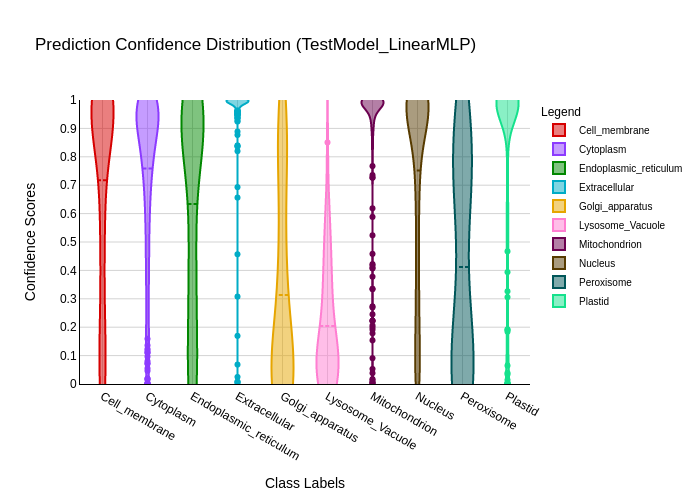 Prediction Confidence Distribution (TestModel_LinearMLP)
Confidence Scores
1
0.9
0.8
0.7
0.6
0.5
0.4
0.3
0.2
0.1
0
Cell_membrane
Cytoplasm
Endoplasmic_reticulum
Extracellular
Golgi_apparatus
Lysosome_Vacuole
Mitochondrion
Nucleus
Peroxisome
Plastid
Class Labels
Legend
Cell_membrane
Cytoplasm
Endoplasmic_reticulum
Extracellular
Golgi_apparatus
Lysosome_Vacuole
Mitochondrion
Nucleus
Peroxisome
Plastid